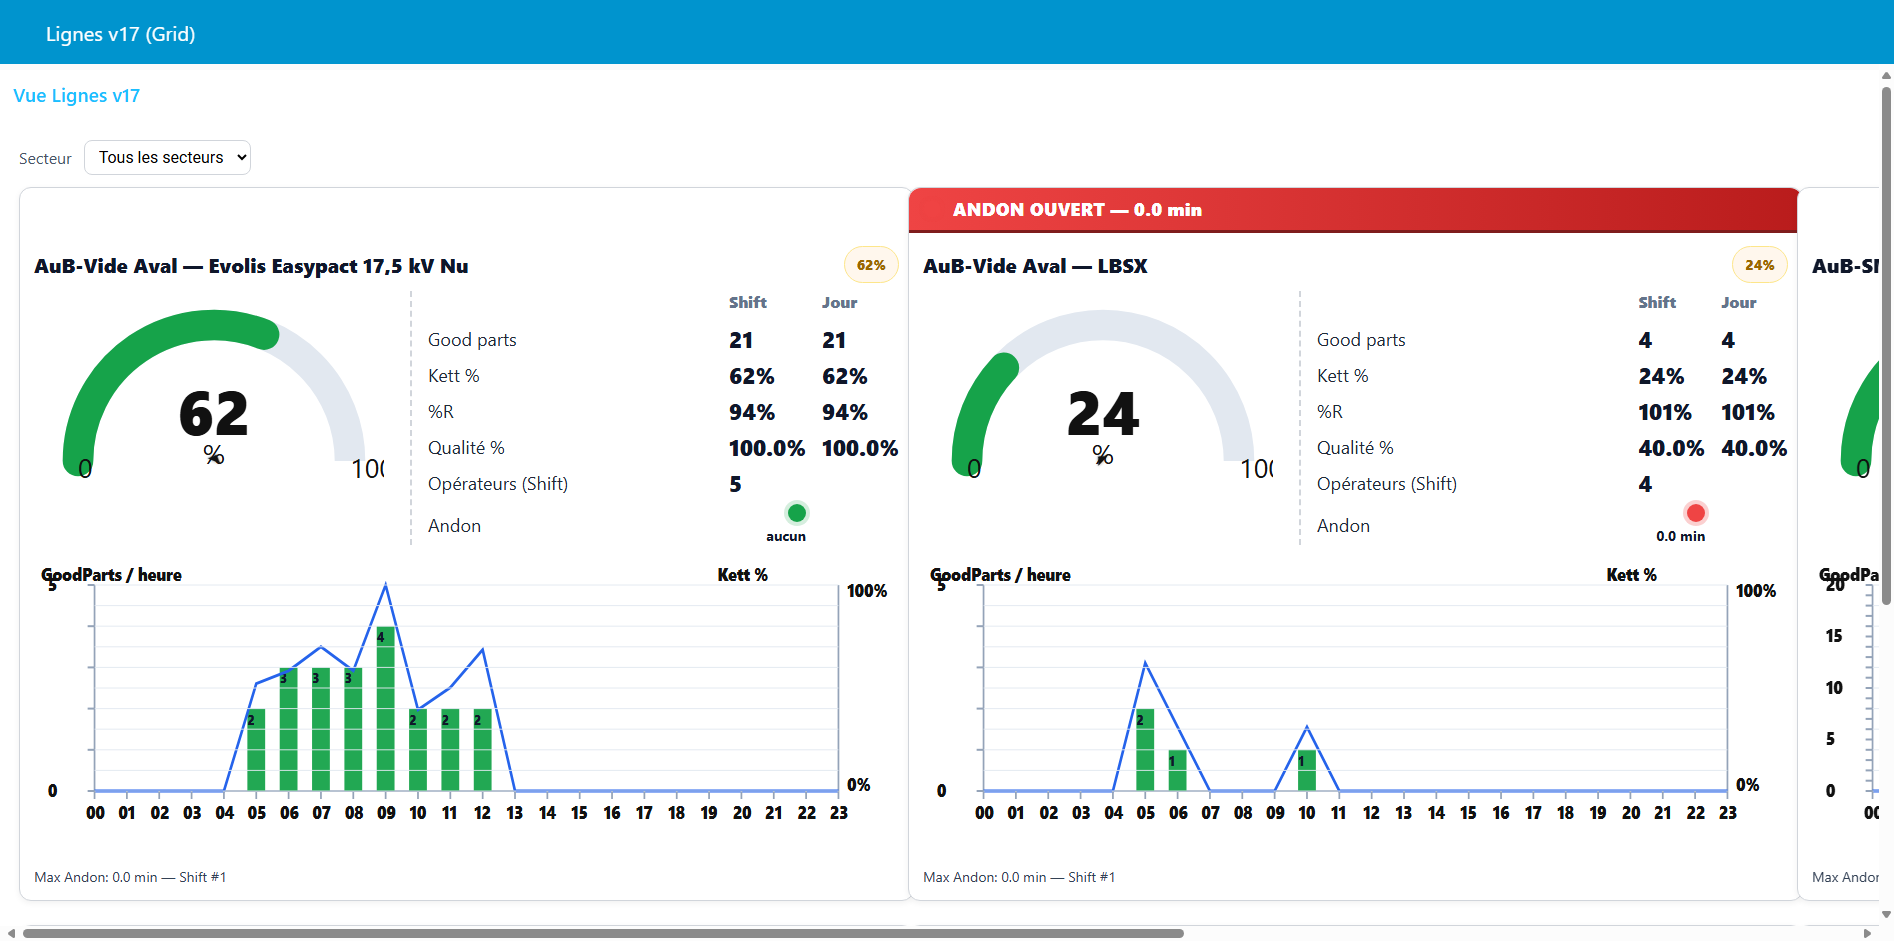 Lignes v17 (Grid)
Vue Lignes v17
Secteur Tous les secteurs
AuB-Vide Aval — Evolis Easypact 17,5 kV Nu 62%
62
%
0 100
Shift Jour
Good parts 21 21
Kett % 62% 62%
%R 94% 94%
Qualité % 100.0% 100.0%
Opérateurs (Shift) 5
Andon
aucun
GoodParts / heure Kett %
5 100%
2 3 3 3 4 2 2 2
0 0%
00 01 02 03 04 05 06 07 08 09 10 11 12 13 14 15 16 17 18 19 20 21 22 23
Max Andon: 0.0 min — Shift #1
ANDON OUVERT — 0.0 min
AuB-Vide Aval — LBSX 24%
24
%
0 100
Shift Jour
Good parts 4 4
Kett % 24% 24%
%R 101% 101%
Qualité % 40.0% 40.0%
Opérateurs (Shift) 4
Andon
0.0 min
GoodParts / heure Kett %
5 100%
2 1 1
0 0%
00 01 02 03 04 05 06 07 08 09 10 11 12 13 14 15 16 17 18 19 20 21 22 23
Max Andon: 0.0 min — Shift #1
0
GoodPa
20
15
10
5
0
00
Max Andon